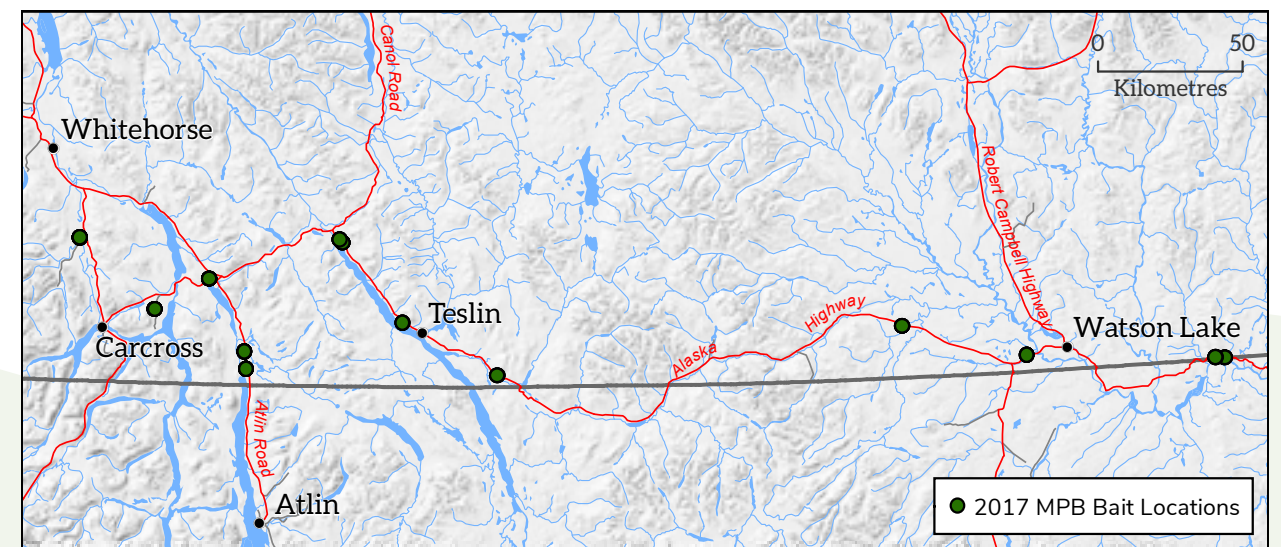 Canol Road
0 50
Kilometres
Whitehorse
Robert Campbell Highway
Teslin
Highway
Watson Lake
Carcross
Alaska
Atlin Road
Atlin
2017 MPB Bait Locations